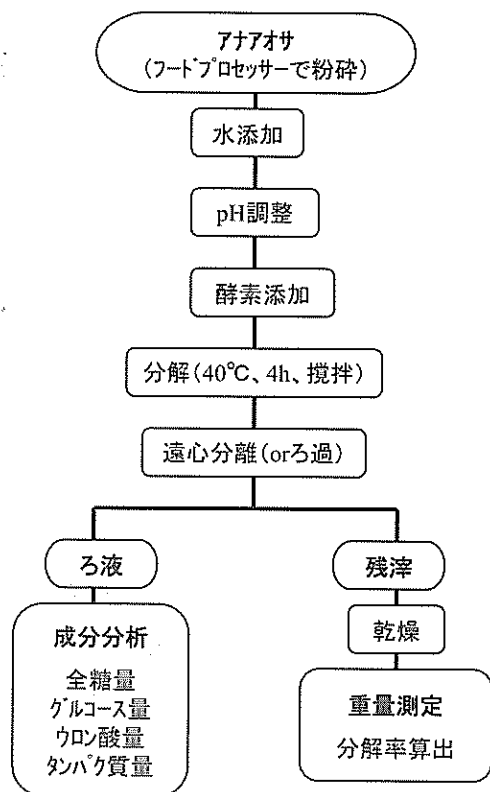 アナアオサ
(フードプロセッサーで粉砕)
水添加
pH調整
酵素添加
分解(40℃、4h、撹拌)
遠心分離(orろ過)
ろ液
残滓
成分分析
全糖量
グルコース量
ウロン酸量
タンパク質量
乾燥
重量測定
分解率算出